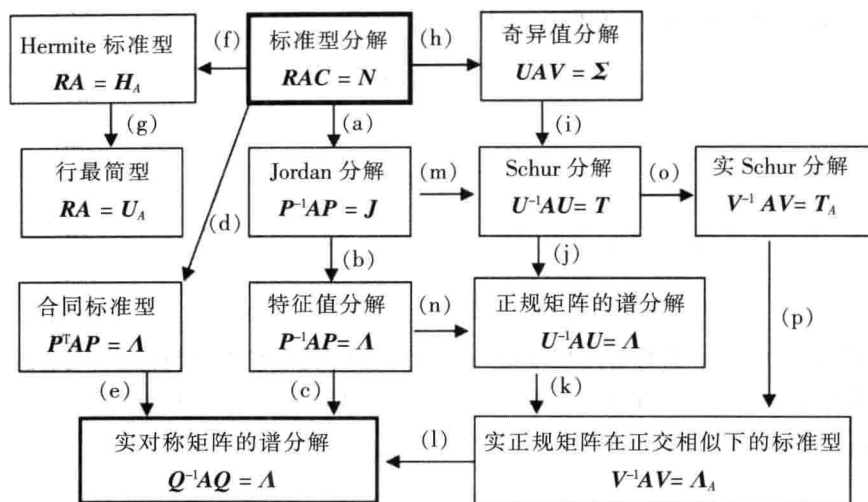 Hermite 标准型
RA = H_A
(f)
标准型分解
RAC = N
(h)
奇异值分解
UAV = Σ
(g)
(a)
(i)
行最简型
RA = U_A
(d)
Jordan 分解
P⁻¹AP = J
(m)
Schur 分解
U⁻¹AU = T
(o)
实 Schur 分解
V⁻¹ AV = T_A
(b)
(j)
合同标准型
PᵀAP = Λ
特征值分解
P⁻¹AP = Λ
(n)
正规矩阵的谱分解
U⁻¹AU = Λ
(p)
(e)
(c)
(k)
实对称矩阵的谱分解
Q⁻¹AQ = Λ
(l)
实正规矩阵在正交相似下的标准型
V⁻¹AV = Λ_A